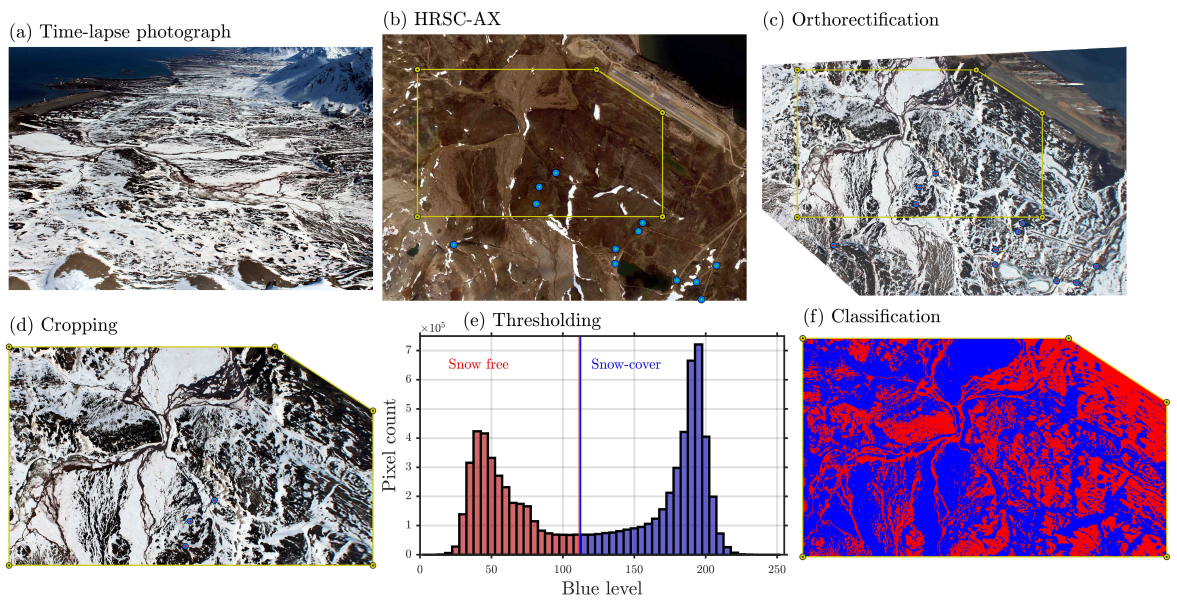 (a) Time-lapse photograph
(b) HRSC-AX
(c) Orthorectification
(d) Cropping
(e) Thresholding
×10⁵
7
6
5
4
3
2
1
0
Pixel count
Snow free
Snow-cover
0 50 100 150 200 250
Blue level
(f) Classification